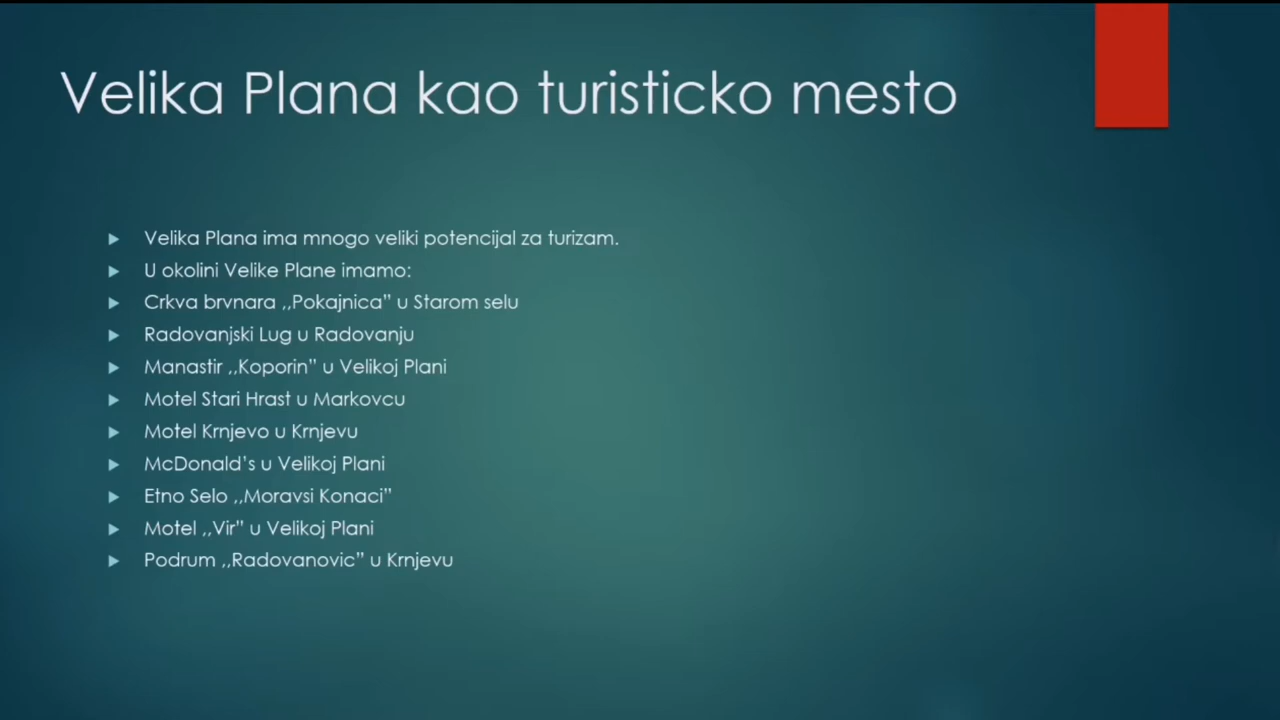 Velika Plana kao turisticko mesto
Velika Plana ima mnogo veliki potencijal za turizam.
U okolini Velike Plane imamo:
Crkva brvnara ,,Pokajnica” u Starom selu
Radovanjski Lug u Radovanju
Manastir ,,Koporin” u Velikoj Plani
Motel Stari Hrast u Markovcu
Motel Krnjevo u Krnjevu
McDonald’s u Velikoj Plani
Etno Selo ,,Moravsi Konaci”
Motel ,,Vir” u Velikoj Plani
Podrum ,,Radovanovic” u Krnjevu